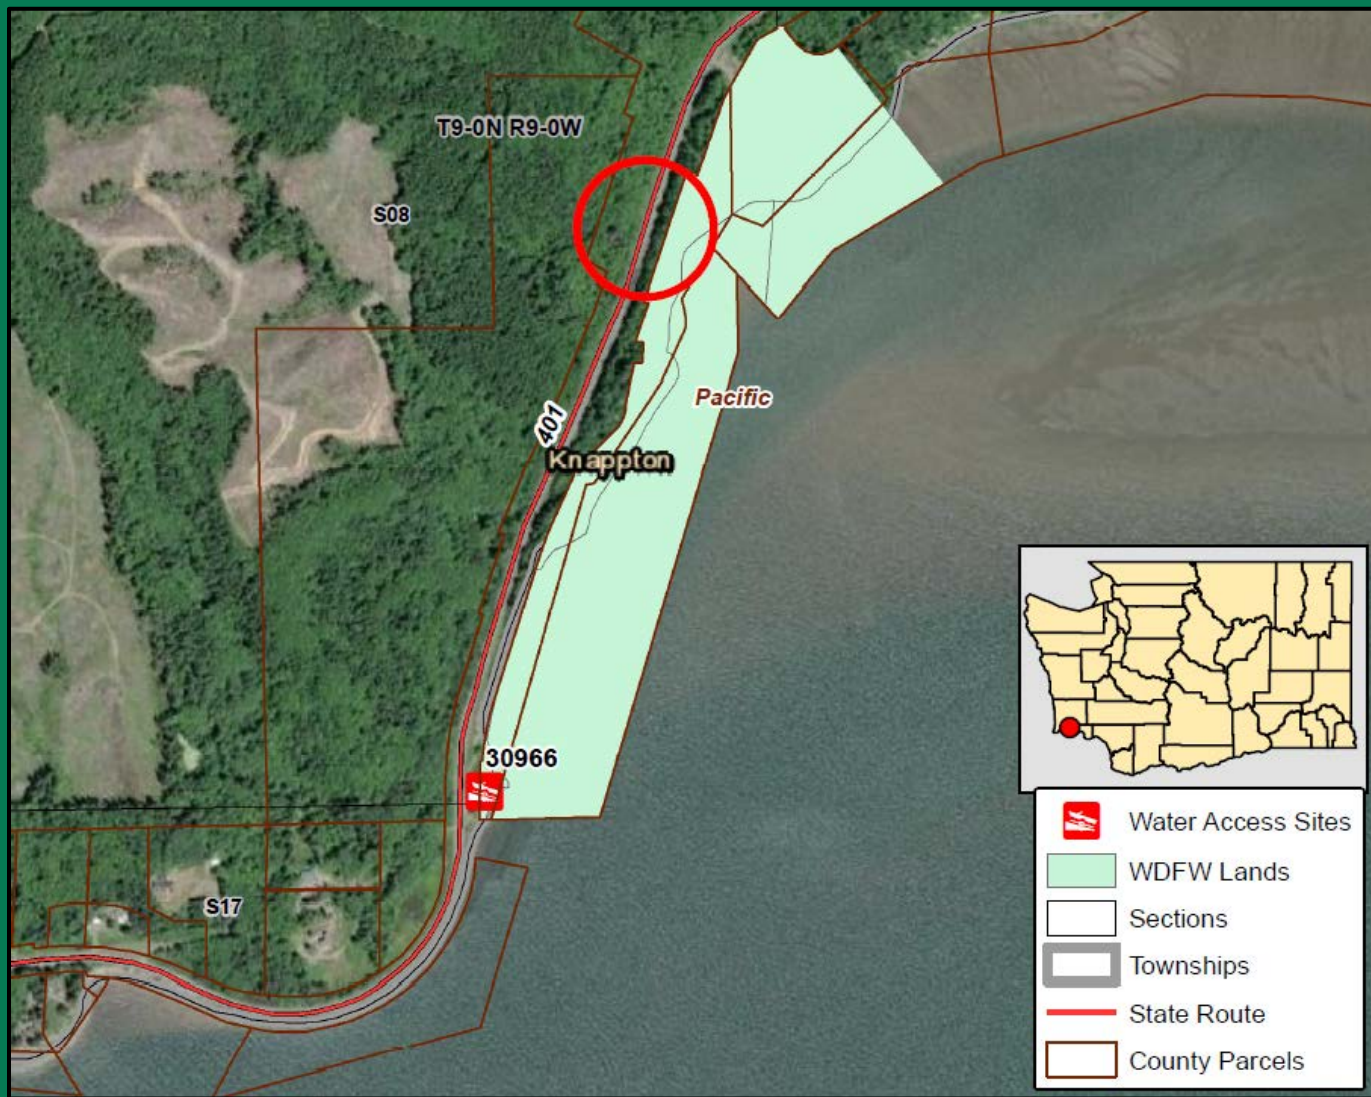 T9-0N R9-0W
S08
Pacific
401
Knappton
30966
S17
Water Access Sites
WDFW Lands
Sections
Townships
State Route
County Parcels